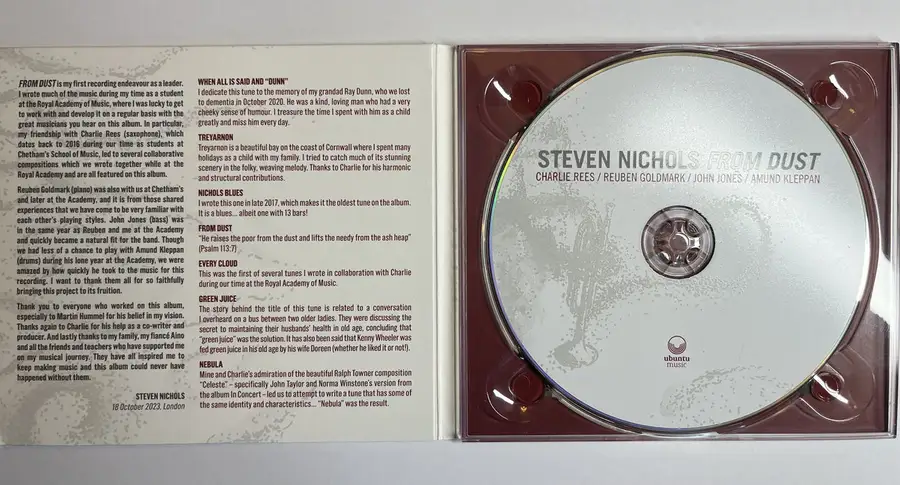 FROM DUST is my first recording endeavour as a leader.
I wrote much of the music during my time as a student
at the Royal Academy of Music, where I was lucky to get
to work with and develop it on a regular basis with the
great musicians you hear on this album. In particular,
my friendship with Charlie Rees (saxophone), which
dates back to 2016 during our time as students at
Chetham's School of Music, led to several collaborative
compositions which we wrote together while at the
Royal Academy and are all featured on this album.
Reuben Goldmark (piano) was also with us at Chetham's
and later at the Academy, and it is from those shared
experiences that we have come to be very familiar with
each other's playing styles. John Jones (bass) was
in the same year as Reuben and me at the Academy
and quickly became a natural fit for the band. Though
we had less of a chance to play with Amund Kleppan
(drums) during his lone year at the Academy, we were
amazed by how quickly he took to the music for this
recording. I want to thank them all for so faithfully
bringing this project to its fruition.
Thank you to everyone who worked on this album,
especially to Martin Hummel for his belief in my vision.
Thanks again to Charlie for his help as a co-writer and
producer. And lastly thanks to my family, my fiancé Aino
and all the friends and teachers who have supported me
on my musical journey. They have all inspired me to
keep making music and this album could never have
happened without them.
STEVEN NICHOLS
18 October 2023, London
WHEN ALL IS SAID AND "DUNN"
I dedicate this tune to the memory of my grandad Ray Dunn, who we lost
to dementia in October 2020. He was a kind, loving man who had a very
cheeky sense of humour. I treasure the time I spent with him as a child
greatly and miss him every day.
TREYARNON
Treyarnon is a beautiful bay on the coast of Cornwall where I spent many
holidays as a child with my family. I tried to catch much of its stunning
scenery in the folky, weaving melody. Thanks to Charlie for his harmonic
and structural contributions.
NICHOLS BLUES
I wrote this one in late 2017, which makes it the oldest tune on the album.
It is a blues... albeit one with 13 bars!
FROM DUST
"He raises the poor from the dust and lifts the needy from the ash heap"
(Psalm 113:7)
EVERY CLOUD
This was the first of several tunes I wrote in collaboration with Charlie
during our time at the Royal Academy of Music.
GREEN JUICE
The story behind the title of this tune is related to a conversation
I overheard on a bus between two older ladies. They were discussing the
secret to maintaining their husbands' health in old age, concluding that
"green juice" was the solution. It has also been said that Kenny Wheeler was
fed green juice in his old age by his wife Doreen (whether he liked it or not!).
NEBULA
Mine and Charlie's admiration of the beautiful Ralph Towner composition
"Celeste" – specifically John Taylor and Norma Winstone's version from
the album In Concert – led us to attempt to write a tune that has some of
the same identity and characteristics... "Nebula" was the result.
STEVEN NICHOLS FROM DUST
CHARLIE REES / REUBEN GOLDMARK / JOHN JONES / AMUND KLEPPAN
ubuntu
music